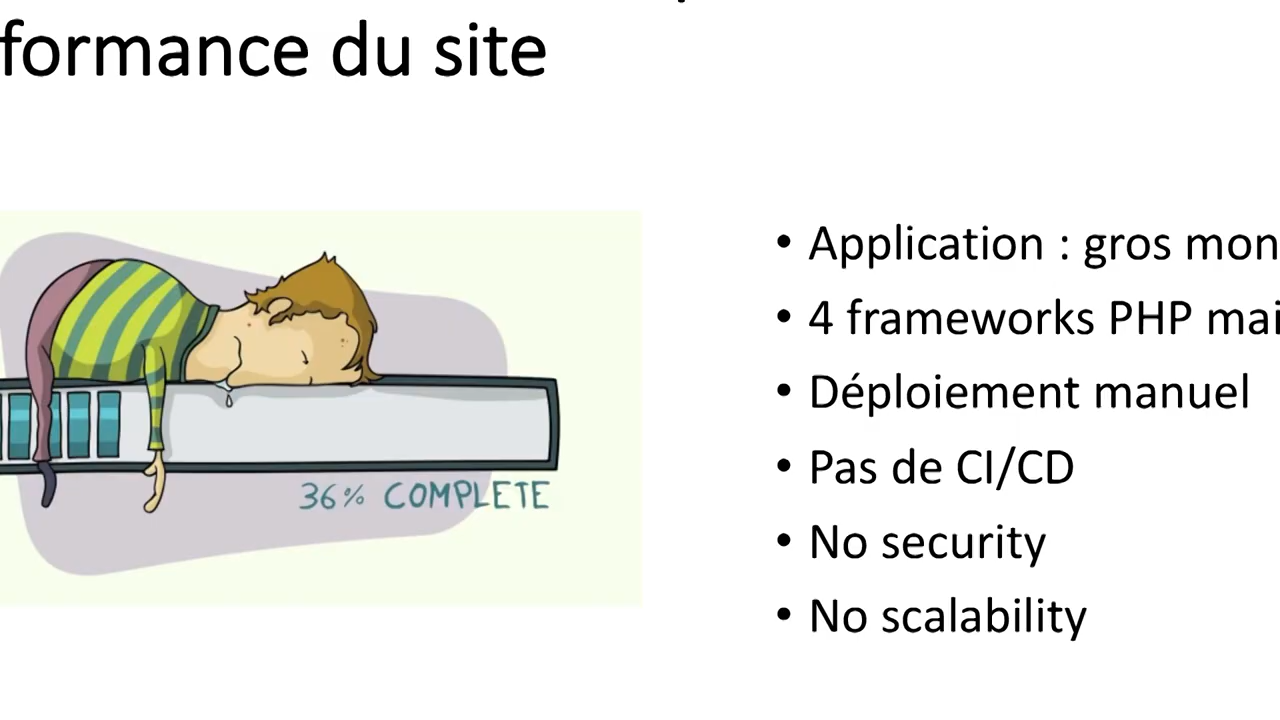 formance du site
• Application : gros mon
• 4 frameworks PHP mai
• Déploiement manuel
• Pas de CI/CD
• No security
• No scalability
36% COMPLETE